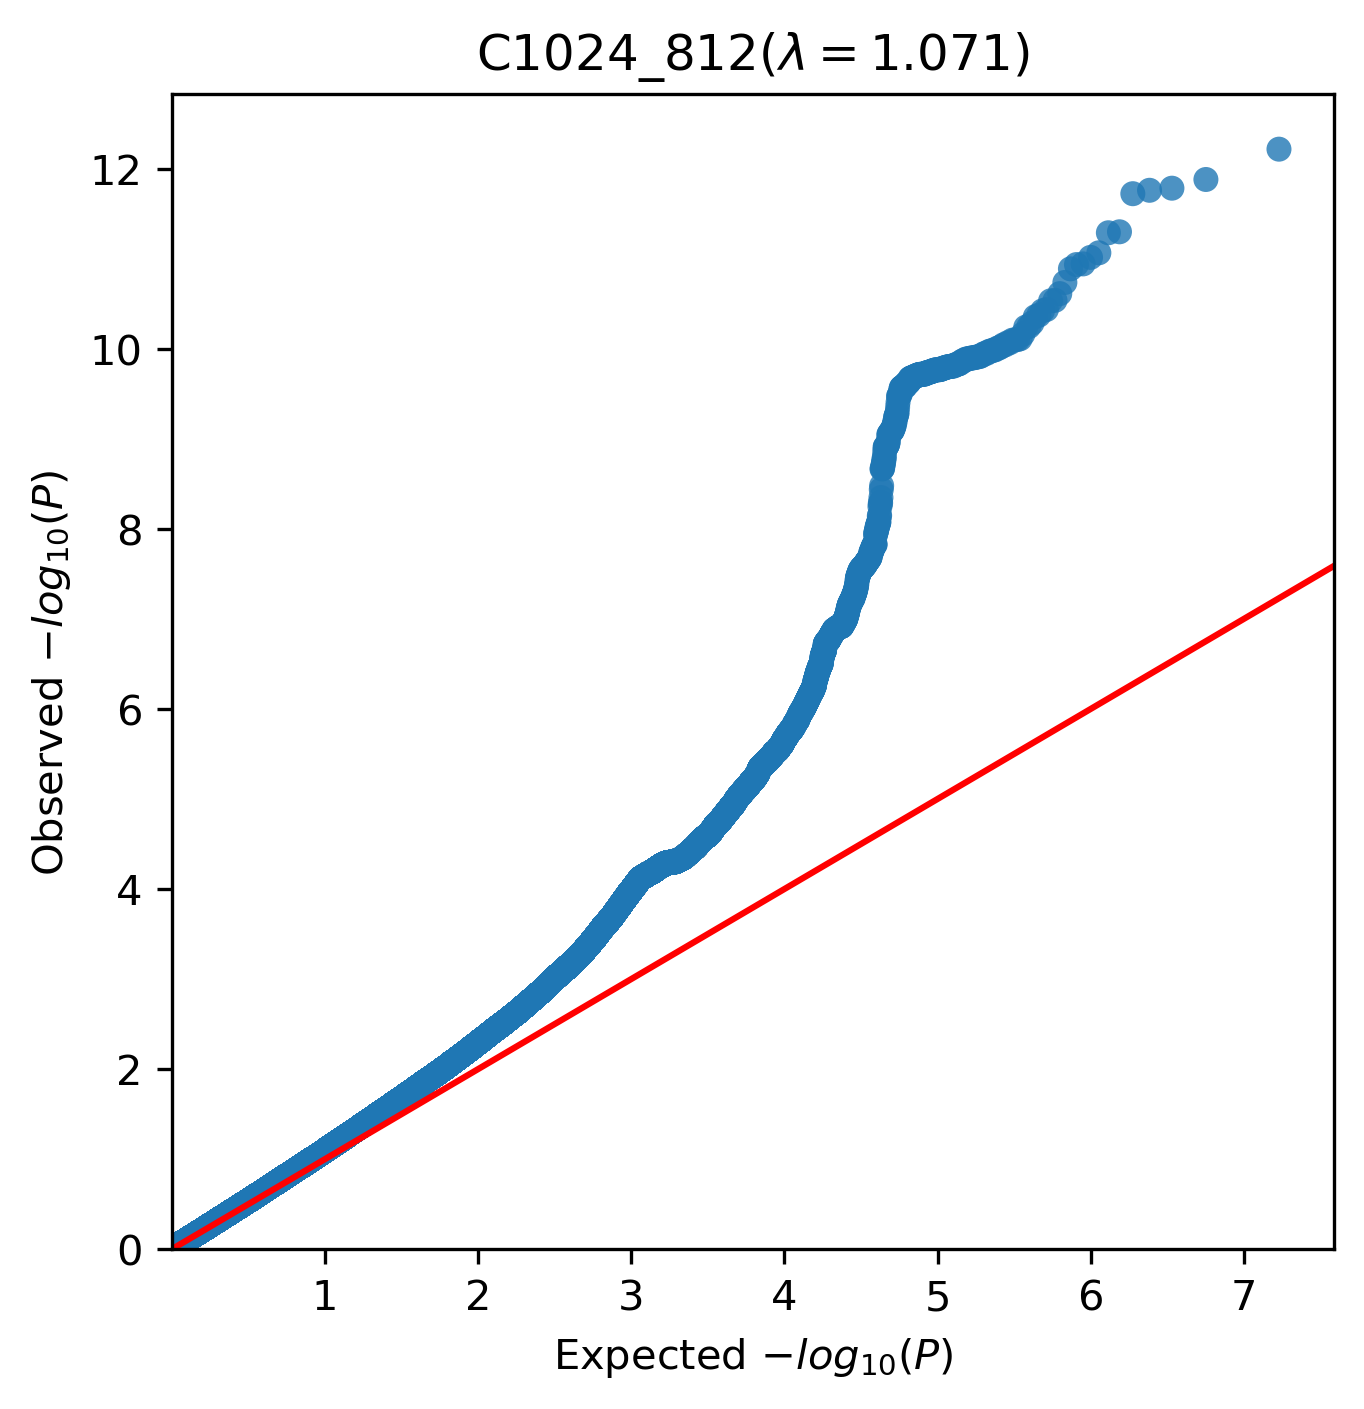 C1024_812(λ = 1.071)
12
10
8
6
4
2
0
Observed −log₁₀(P)
1 2 3 4 5 6 7
Expected −log₁₀(P)